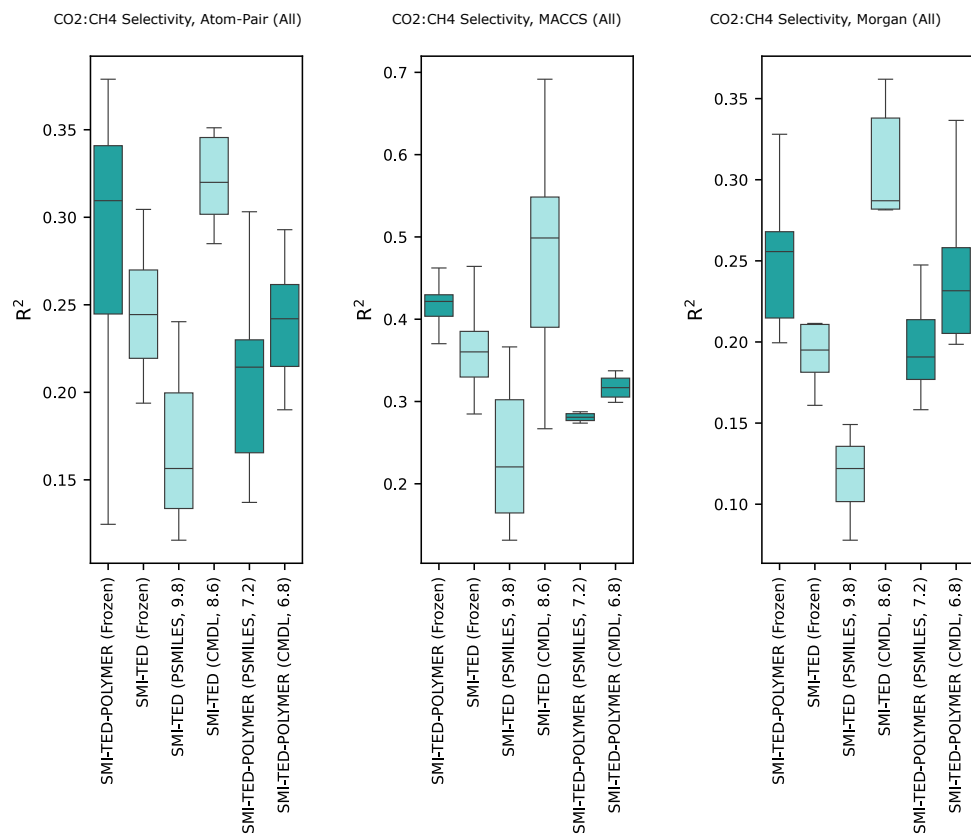 CO2:CH4 Selectivity, Atom-Pair (All)
R²
0.35
0.30
0.25
0.20
0.15
SMI-TED-POLYMER (Frozen)
SMI-TED (Frozen)
SMI-TED (PSMILES, 9.8)
SMI-TED (CMDL, 8.6)
SMI-TED-POLYMER (PSMILES, 7.2)
SMI-TED-POLYMER (CMDL, 6.8)
CO2:CH4 Selectivity, MACCS (All)
R²
0.7
0.6
0.5
0.4
0.3
0.2
SMI-TED-POLYMER (Frozen)
SMI-TED (Frozen)
SMI-TED (PSMILES, 9.8)
SMI-TED (CMDL, 8.6)
SMI-TED-POLYMER (PSMILES, 7.2)
SMI-TED-POLYMER (CMDL, 6.8)
CO2:CH4 Selectivity, Morgan (All)
R²
0.35
0.30
0.25
0.20
0.15
0.10
SMI-TED-POLYMER (Frozen)
SMI-TED (Frozen)
SMI-TED (PSMILES, 9.8)
SMI-TED (CMDL, 8.6)
SMI-TED-POLYMER (PSMILES, 7.2)
SMI-TED-POLYMER (CMDL, 6.8)